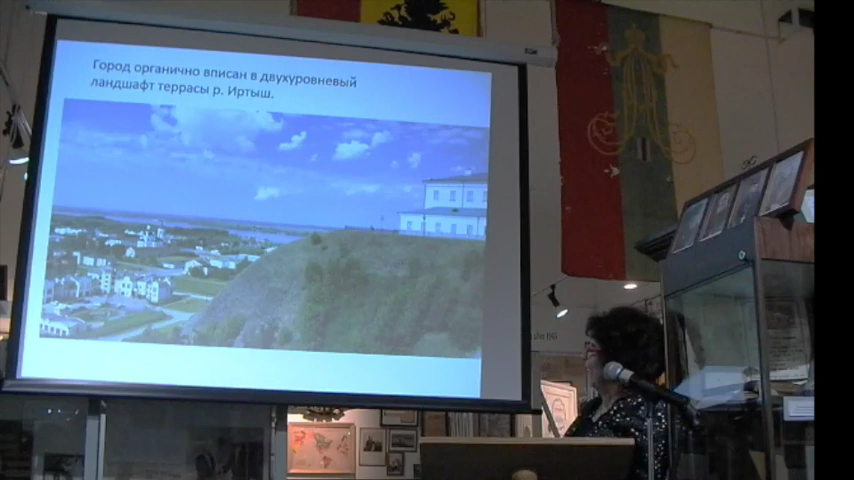 Город органично вписан в двухуровневый
ландшафт террасы р. Иртыш.